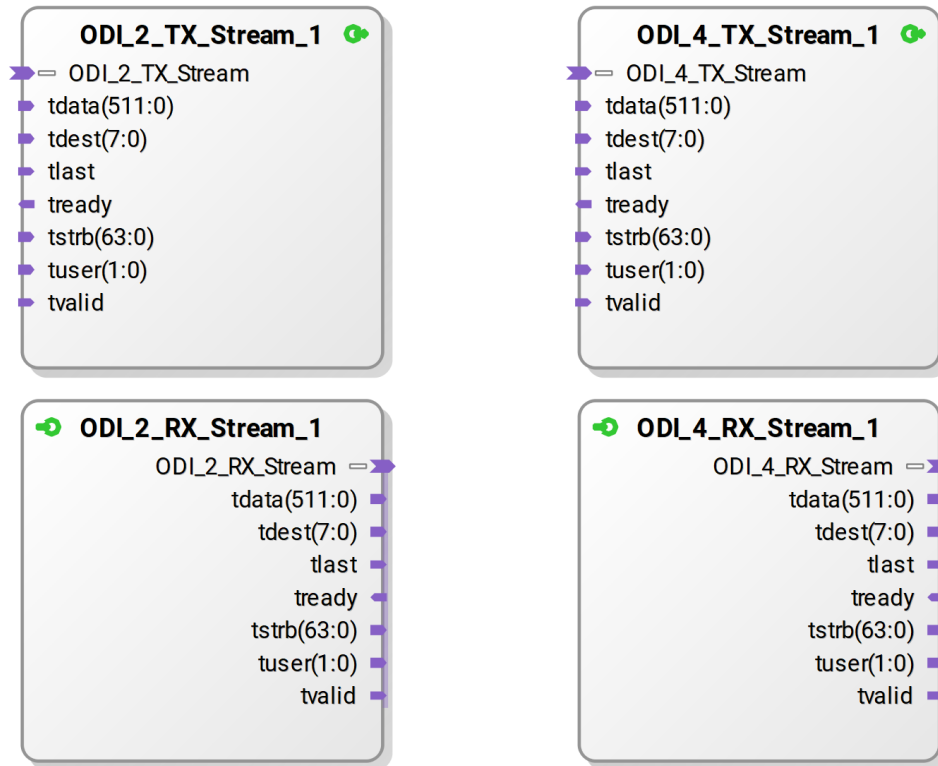 ODI_2_TX_Stream_1
ODI_2_TX_Stream
tdata(511:0)
tdest(7:0)
tlast
tready
tstrb(63:0)
tuser(1:0)
tvalid
ODI_4_TX_Stream_1
ODI_4_TX_Stream
tdata(511:0)
tdest(7:0)
tlast
tready
tstrb(63:0)
tuser(1:0)
tvalid
ODI_2_RX_Stream_1
ODI_2_RX_Stream
tdata(511:0)
tdest(7:0)
tlast
tready
tstrb(63:0)
tuser(1:0)
tvalid
ODI_4_RX_Stream_1
ODI_4_RX_Stream
tdata(511:0)
tdest(7:0)
tlast
tready
tstrb(63:0)
tuser(1:0)
tvalid